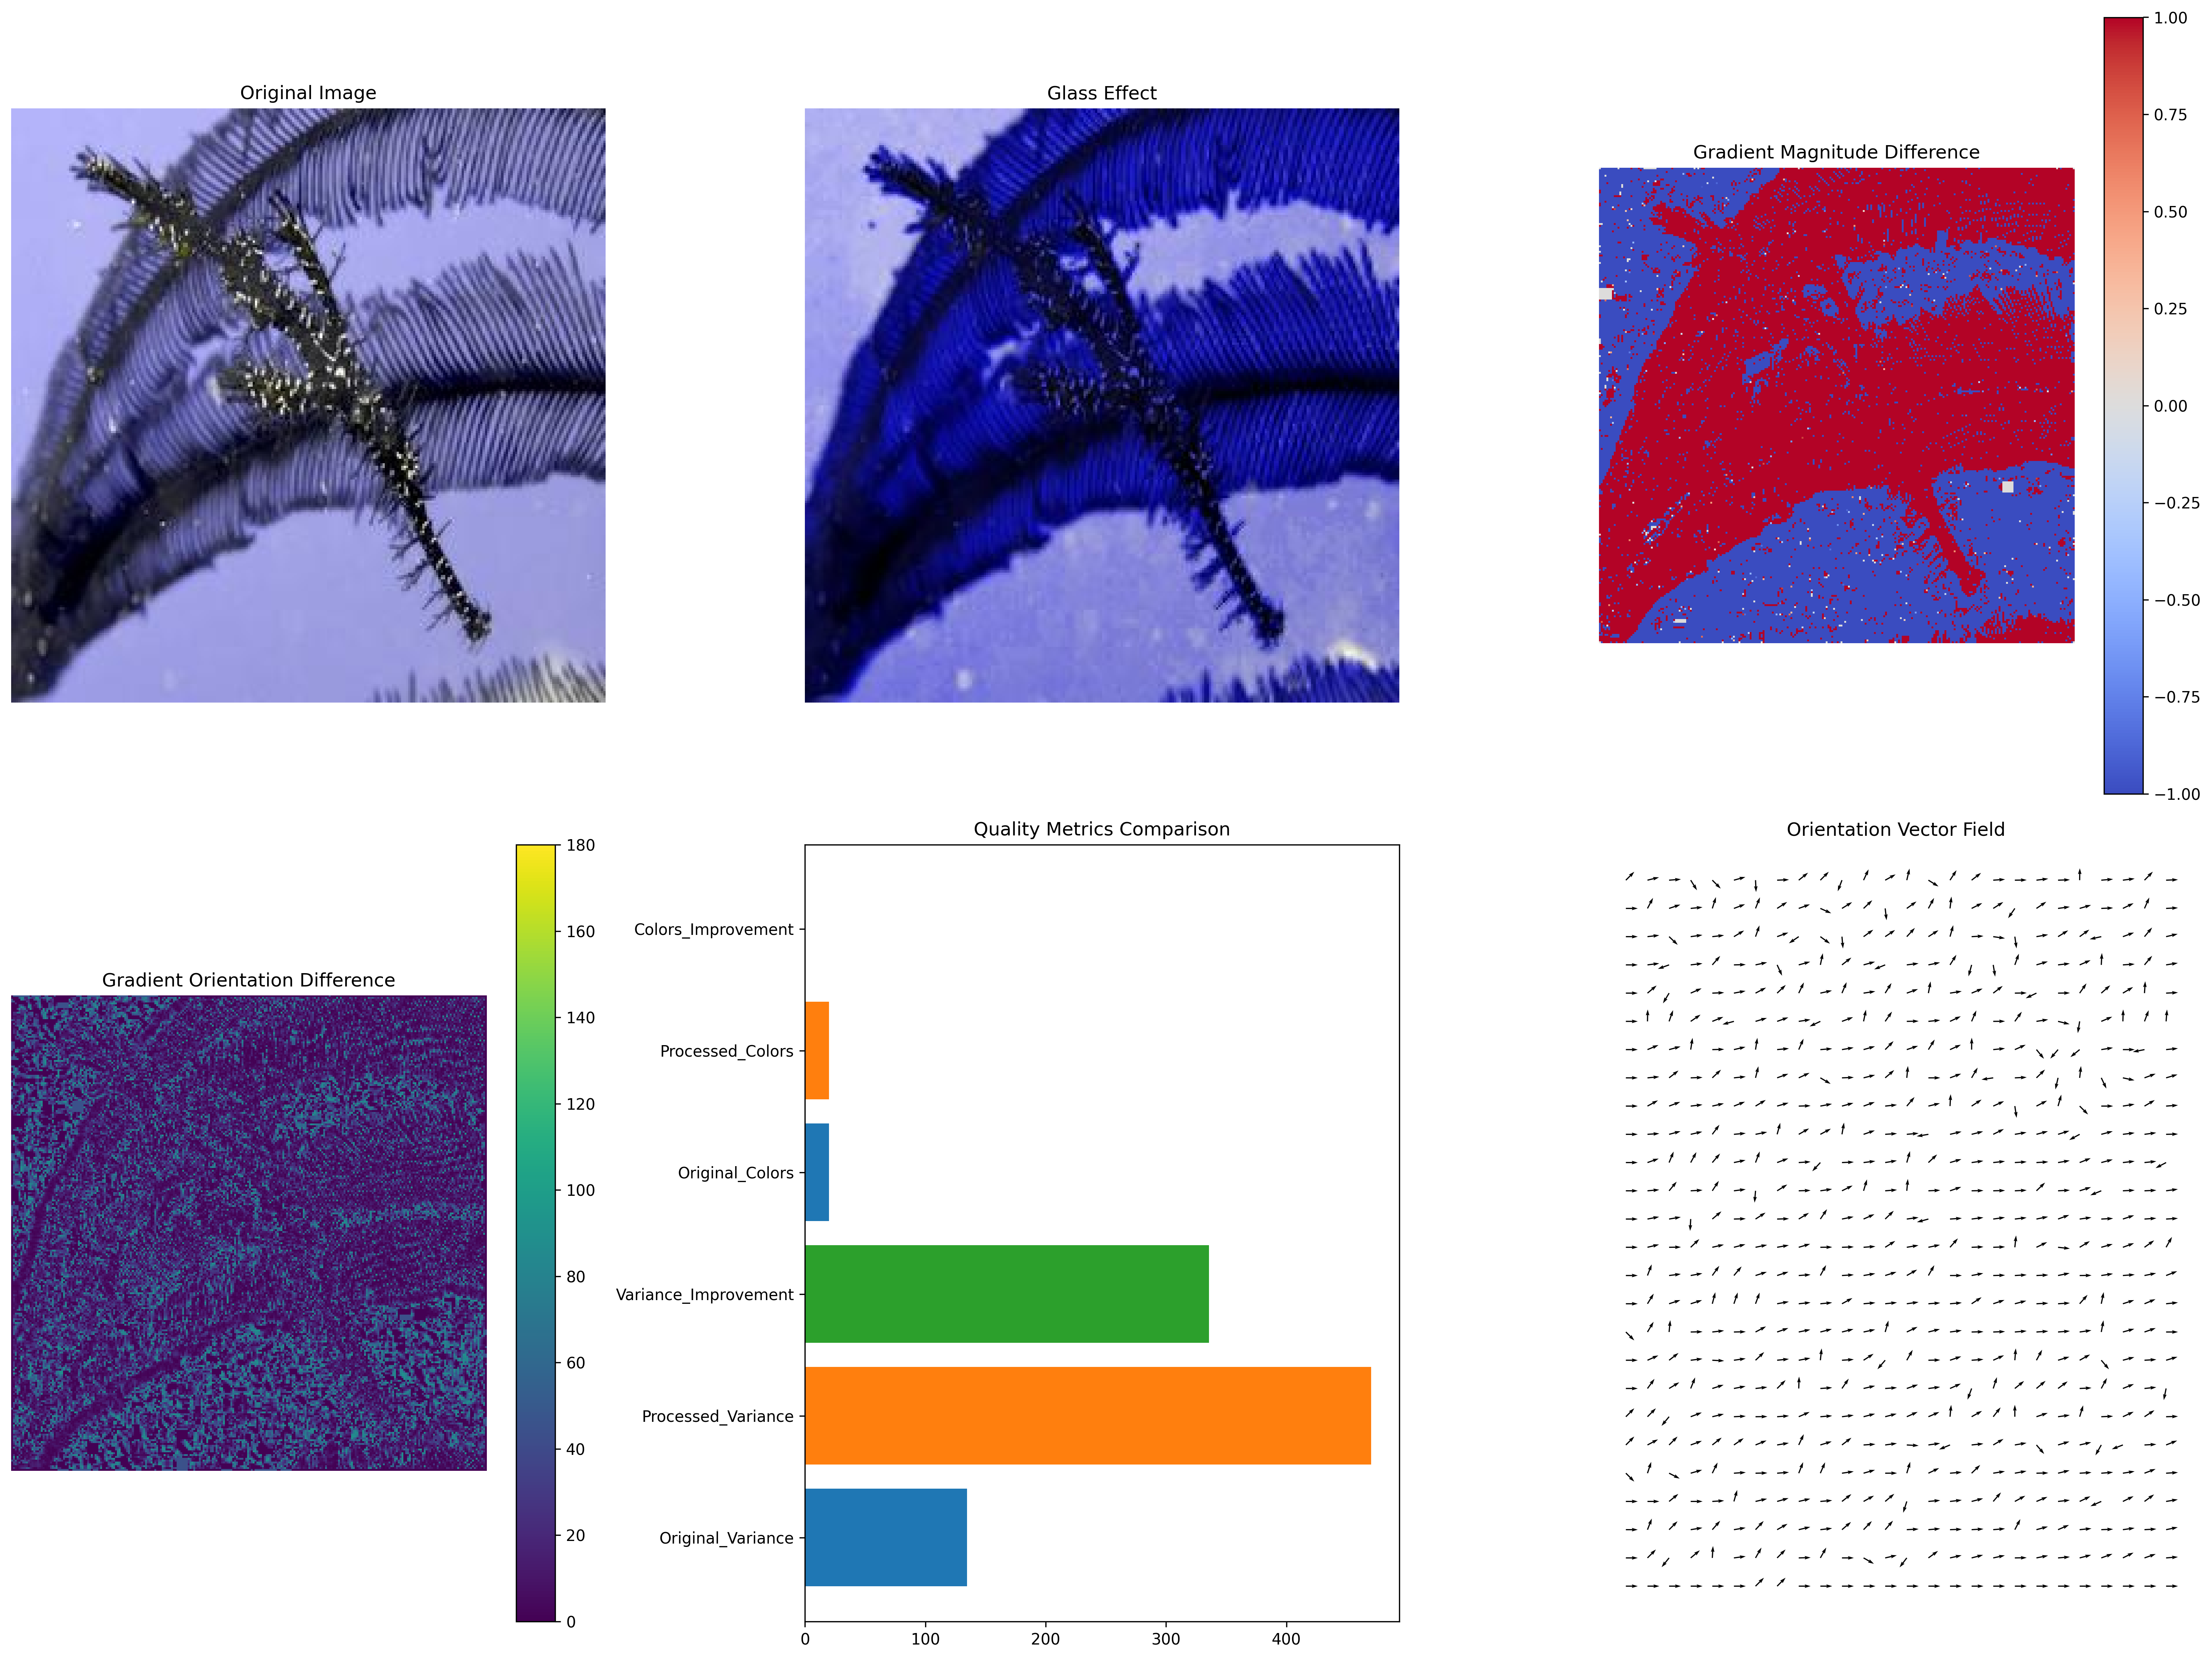 Original Image
Glass Effect
Gradient Magnitude Difference
1.00
0.75
0.50
0.25
0.00
−0.25
−0.50
−0.75
−1.00
Gradient Orientation Difference
180
160
140
120
100
80
60
40
20
0
Quality Metrics Comparison
Colors_Improvement
Processed_Colors
Original_Colors
Variance_Improvement
Processed_Variance
Original_Variance
0 100 200 300 400
Orientation Vector Field